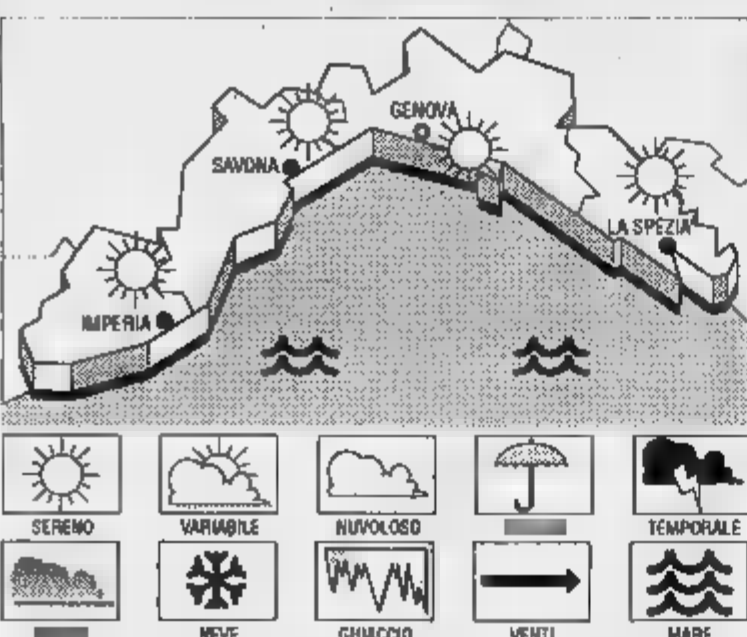 GENOVA
SAVONA
LA SPEZIA
IMPERIA
SERENO VARIABILE NUVOLOSO TEMPORALE
NEVE GHIACCIO VENTI MARE